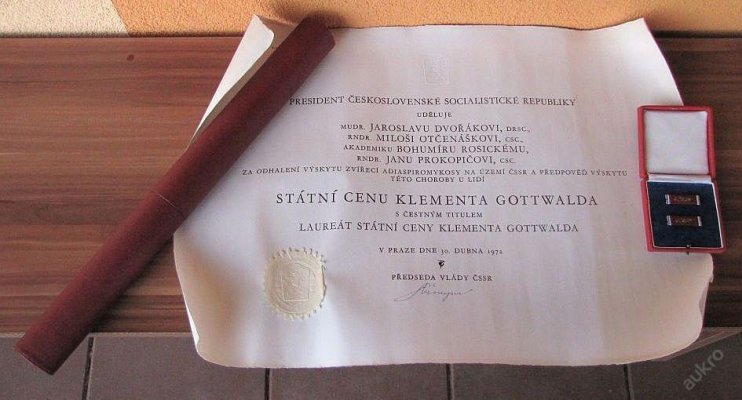 PRESIDENT ČESKOSLOVENSKÉ SOCIALISTICKÉ REPUBLIKY
UDĚLUJE
MUDR. JAROSLAVU DVOŘÁKOVI, DRSC.,
RNDR. MILOŠI OTČENÁŠKOVI, CSC.,
AKADEMIKU BOHUMÍRU ROSICKÉMU,
RNDR. JANU PROKOPIČOVI, CSC.
ZA ODHALENÍ VÝSKYTU ZVÍŘECÍ ADIASPIROMYKOSY NA ÚZEMÍ ČSSR A PŘEDPOVĚĎ VÝSKYTU
TÉTO CHOROBY U LIDÍ
STÁTNÍ CENU KLEMENTA GOTTWALDA
S ČESTNÝM TITULEM
LAUREÁT STÁTNÍ CENY KLEMENTA GOTTWALDA
V PRAZE DNE 30. DUBNA 1972
PŘEDSEDA VLÁDY ČSSR
aukro